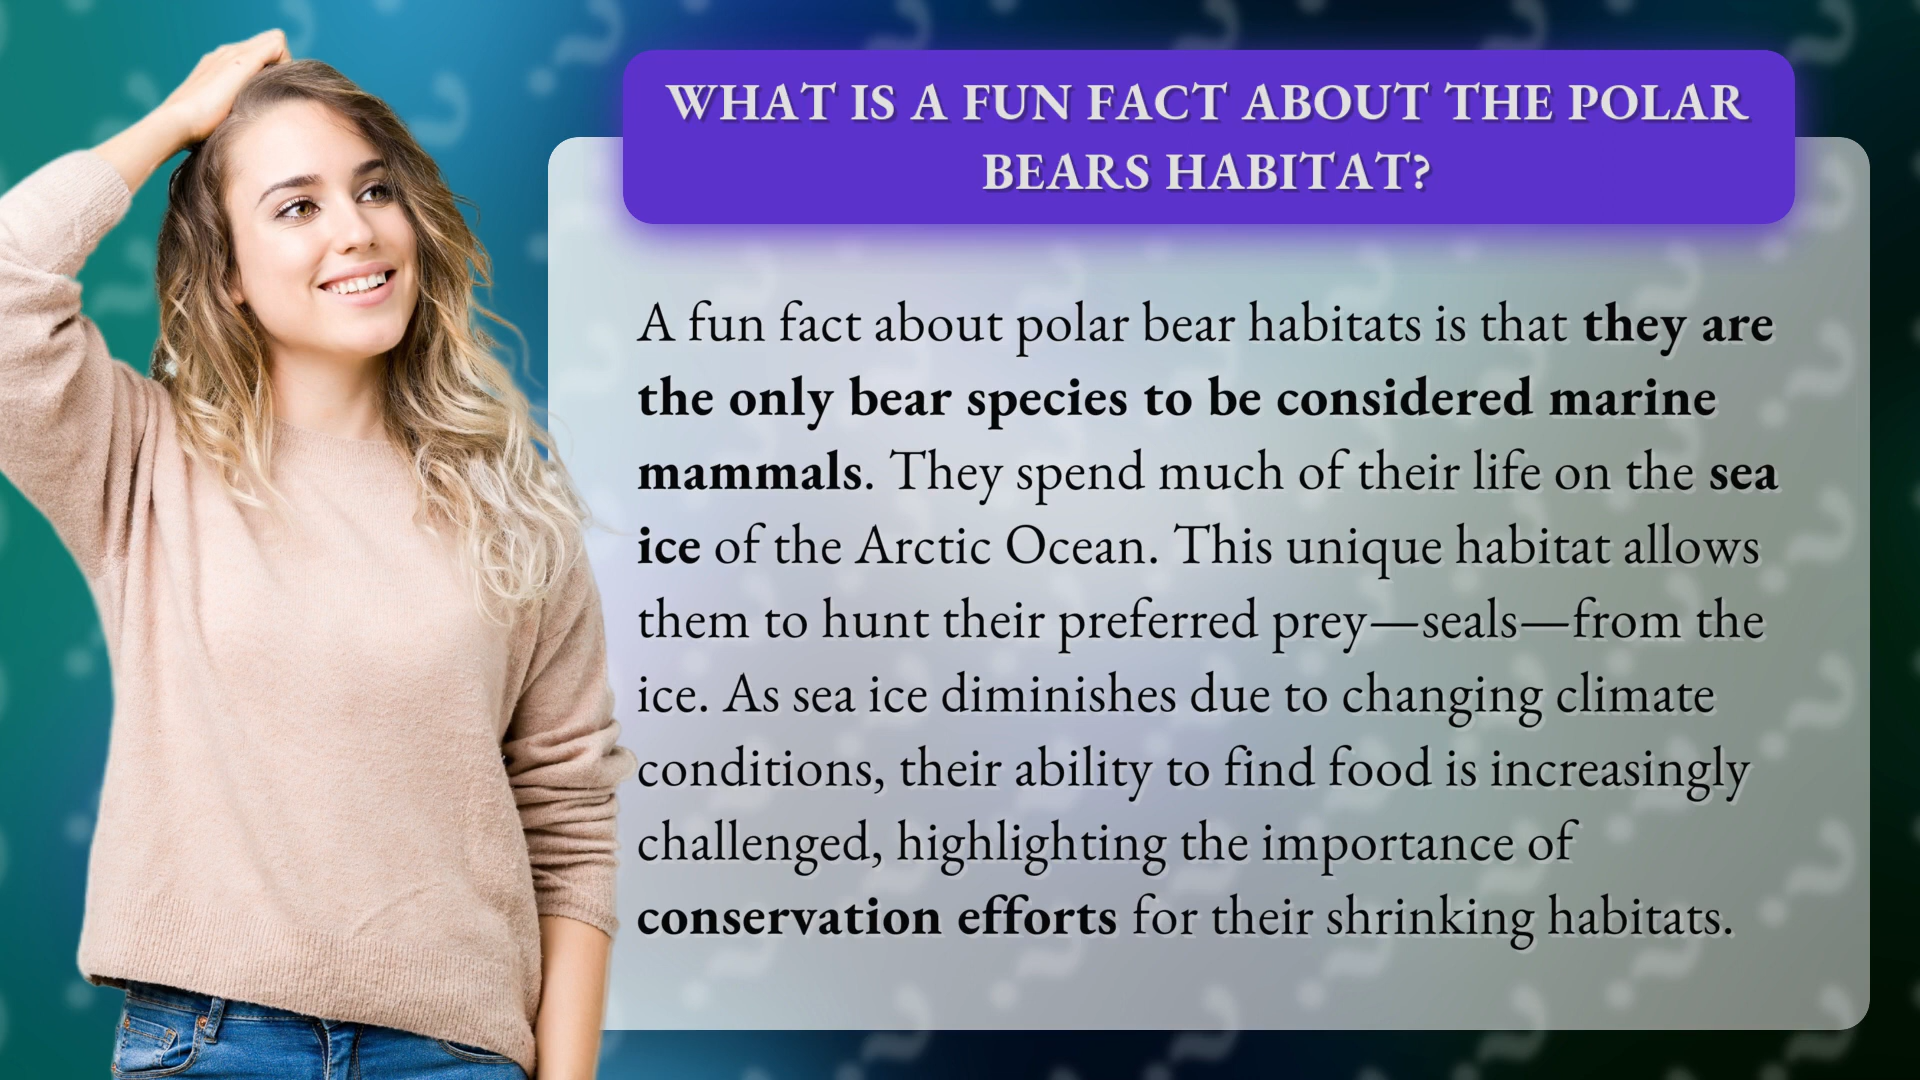 WHAT IS A FUN FACT ABOUT THE POLAR
BEARS HABITAT?
A fun fact about polar bear habitats is that they are
the only bear species to be considered marine
mammals. They spend much of their life on the sea
ice of the Arctic Ocean. This unique habitat allows
them to hunt their preferred prey—seals—from the
ice. As sea ice diminishes due to changing climate
conditions, their ability to find food is increasingly
challenged, highlighting the importance of
conservation efforts for their shrinking habitats.